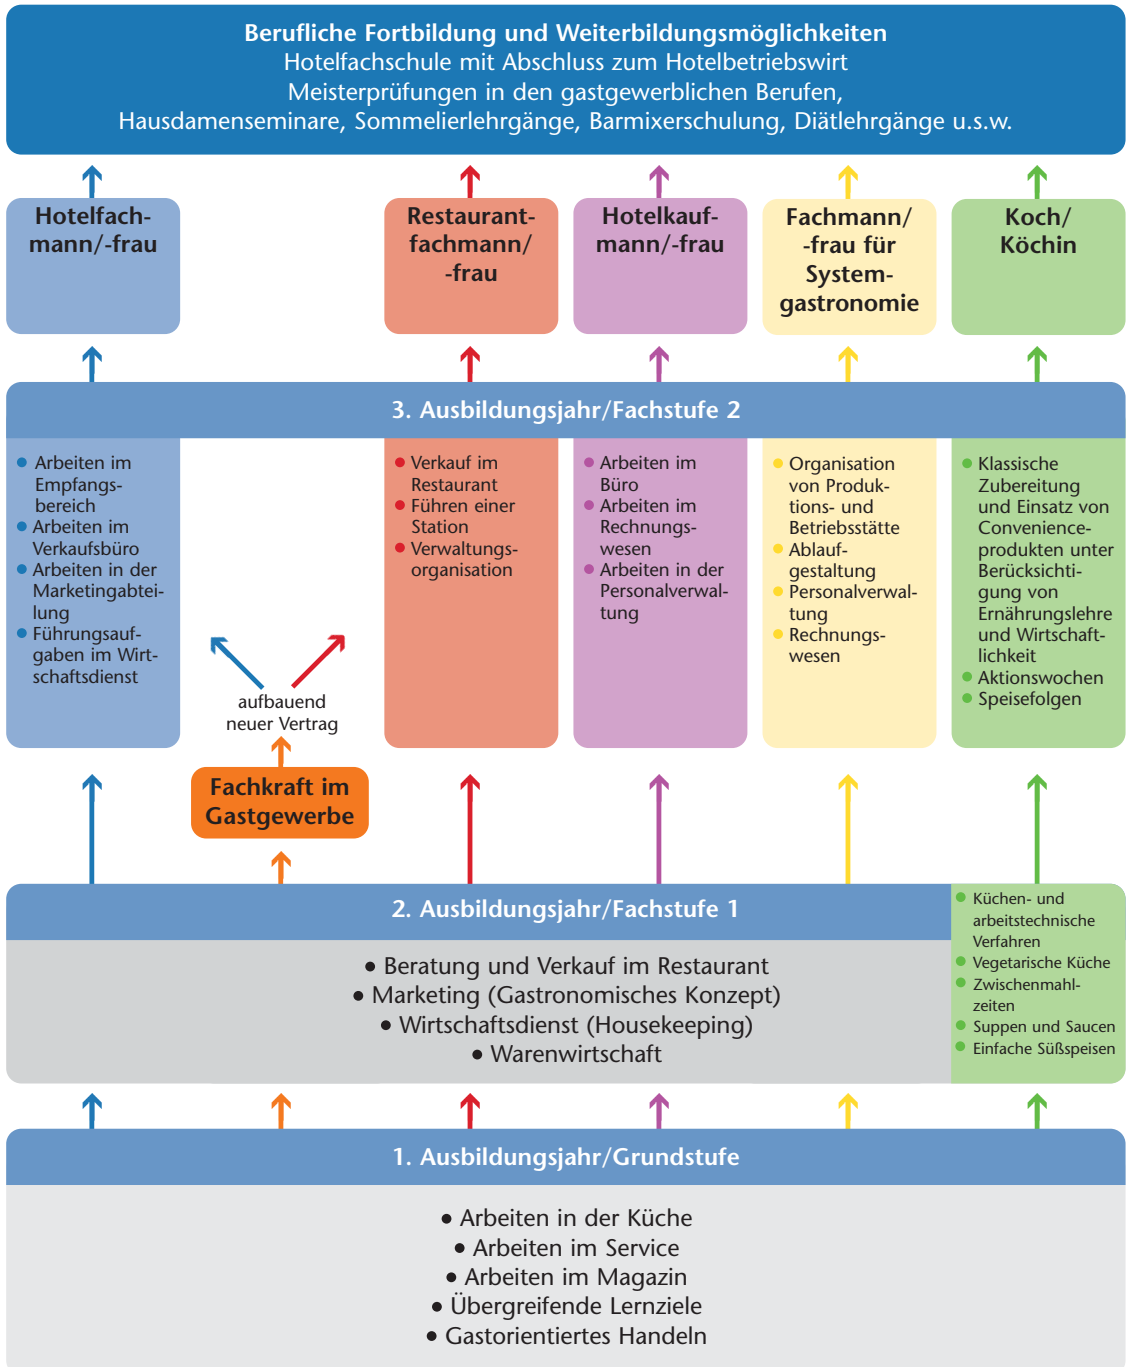 Berufliche Fortbildung und Weiterbildungsmöglichkeiten
Hotelfachschule mit Abschluss zum Hotelbetriebswirt
Meisterprüfungen in den gastgewerblichen Berufen,
Hausdamenseminare, Sommelierlehrgänge, Barmixerschulung, Diätlehrgänge u.s.w.
Hotelfach-
mann/-frau
Restaurant-
fachmann/
-frau
Hotelkauf-
mann/-frau
Fachmann/
-frau für
System-
gastronomie
Koch/
Köchin
3. Ausbildungsjahr/Fachstufe 2
• Arbeiten im
Empfangs-
bereich
• Arbeiten im
Verkaufsbüro
• Arbeiten in der
Marketingabtei-
lung
• Führungsauf-
gaben im Wirt-
schaftsdienst
aufbauend
neuer Vertrag
Fachkraft im
Gastgewerbe
• Verkauf im
Restaurant
• Führen einer
Station
• Verwaltungs-
organisation
• Arbeiten im
Büro
• Arbeiten im
Rechnungs-
wesen
• Arbeiten in der
Personalverwal-
tung
• Organisation
von Produk-
tions- und
Betriebsstätte
• Ablauf-
gestaltung
• Personalverwal-
tung
• Rechnungs-
wesen
• Klassische
Zubereitung
und Einsatz von
Convenience-
produkten unter
Berücksichti-
gung von
Ernährungslehre
und Wirtschaft-
lichkeit
• Aktionswochen
• Speisefolgen
2. Ausbildungsjahr/Fachstufe 1
• Beratung und Verkauf im Restaurant
• Marketing (Gastronomisches Konzept)
• Wirtschaftsdienst (Housekeeping)
• Warenwirtschaft
• Küchen- und
arbeitstechnische
Verfahren
• Vegetarische Küche
• Zwischenmahl-
zeiten
• Suppen und Saucen
• Einfache Süßspeisen
1. Ausbildungsjahr/Grundstufe
• Arbeiten in der Küche
• Arbeiten im Service
• Arbeiten im Magazin
• Übergreifende Lernziele
• Gastorientiertes Handeln